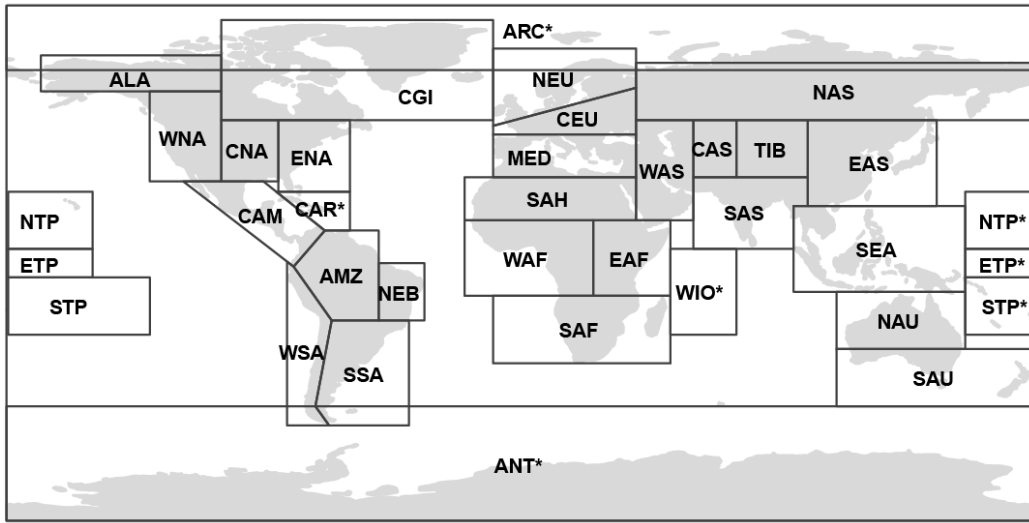 ARC*
ALA
NEU
CGI
NAS
CEU
WNA
CNA
ENA
MED
WAS
CAS
TIB
EAS
SAH
CAM
CAR*
SAS
NTP
NTP*
SEA
ETP
WAF
EAF
ETP*
AMZ
NEB
WIO*
STP
STP*
SAF
NAU
WSA
SSA
SAU
ANT*